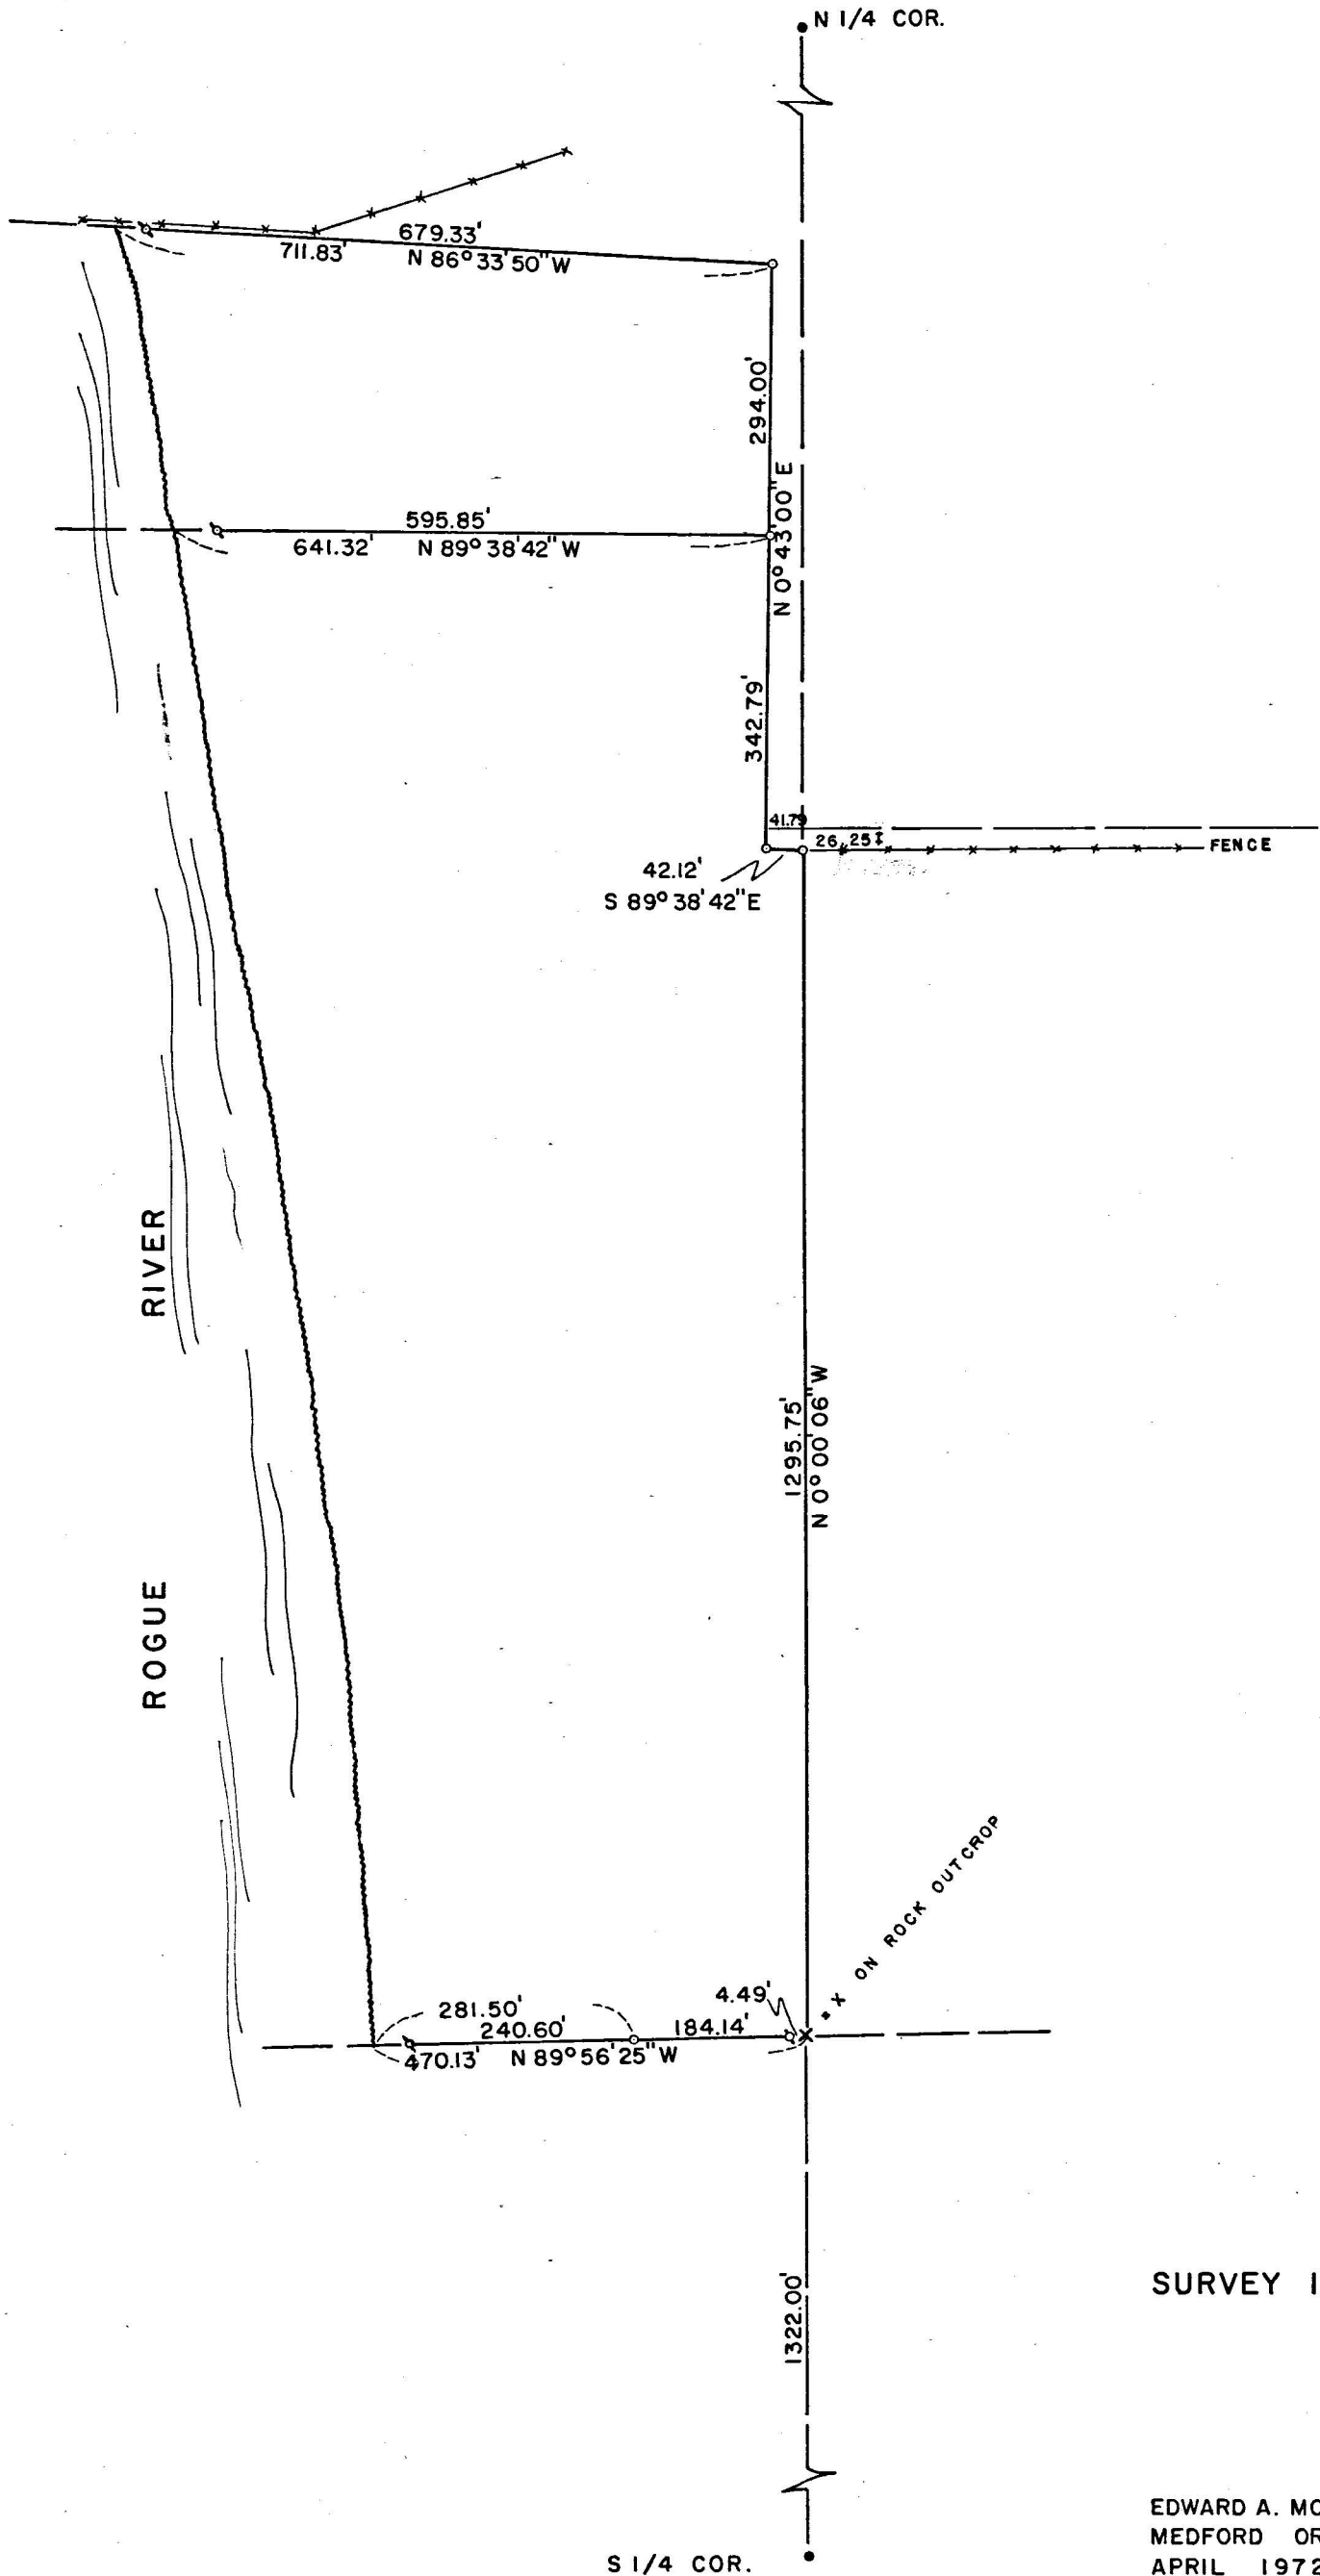 N 1/4 COR.
679.33'
711.83' N 86° 33' 50" W
294.00'
N 0° 43' 00" E
595.85'
641.32' N 89° 38' 42" W
342.79'
41.79
26.25±
FENCE
42.12'
S 89° 38' 42" E
RIVER
ROGUE
1295.75'
N 0° 00' 06" W
"X" ON ROCK OUTCROP
4.49'
281.50'
240.60' 184.14'
470.13' N 89° 56' 25" W
1322.00'
SURVEY
EDWARD A.
MEDFORD
APRIL 1972
S 1/4 COR.